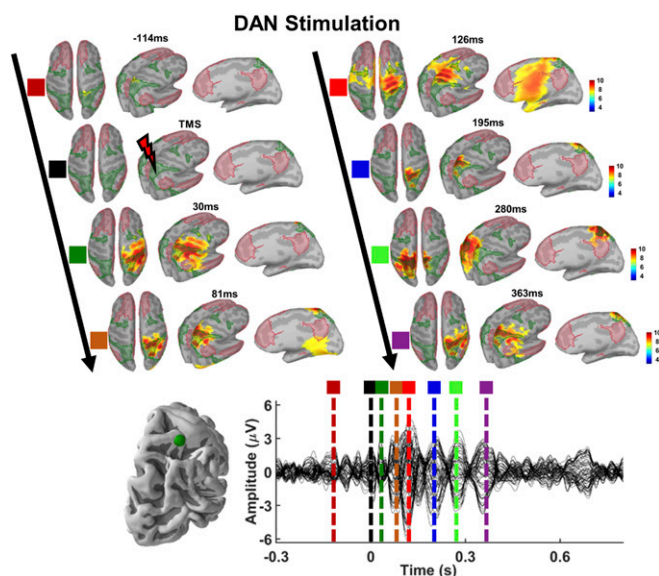 DAN Stimulation
-114ms
TMS
30ms
81ms
126ms
10
8
6
4
195ms
10
8
6
4
280ms
10
8
6
4
363ms
10
8
6
4
Amplitude (μV)
6
3
0
-3
-6
-0.3
0
0.3
0.6
Time (s)